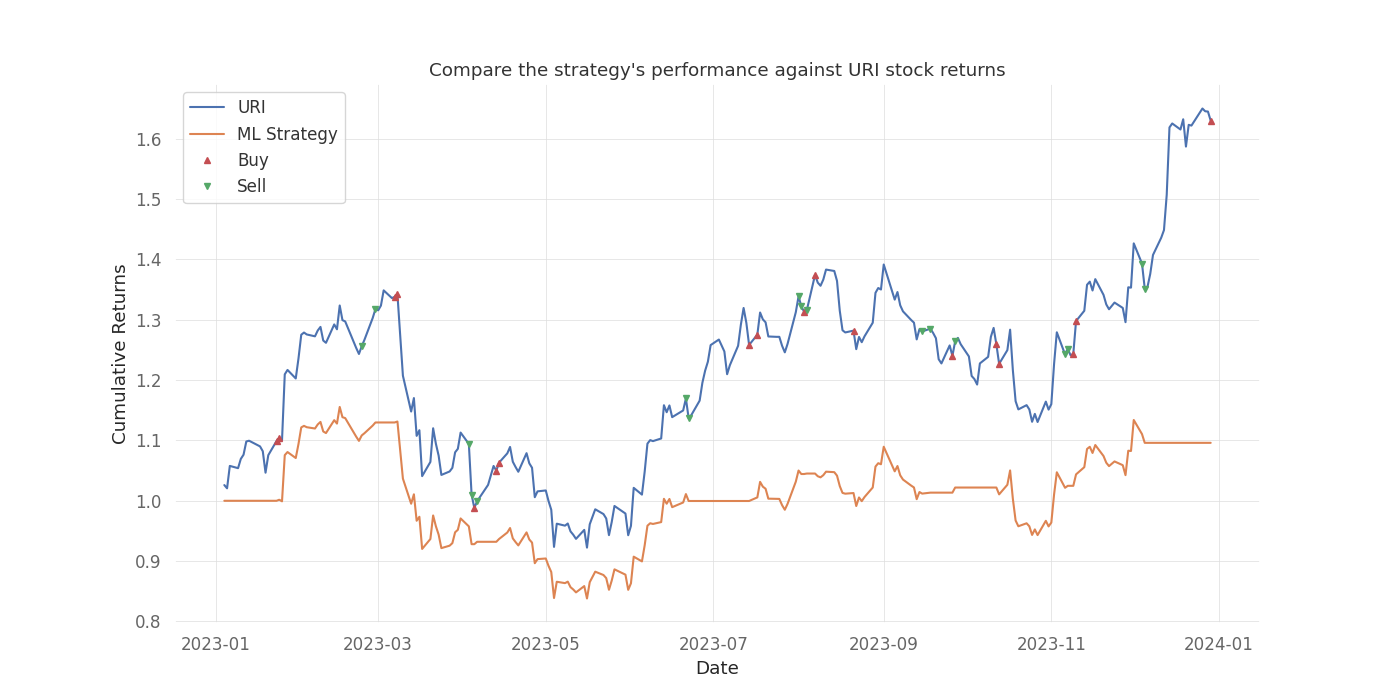 Compare the strategy's performance against URI stock returns
URI
ML Strategy
Buy
Sell
Cumulative Returns
1.6
1.5
1.4
1.3
1.2
1.1
1.0
0.9
0.8
2023-01 2023-03 2023-05 2023-07 2023-09 2023-11 2024-01
Date